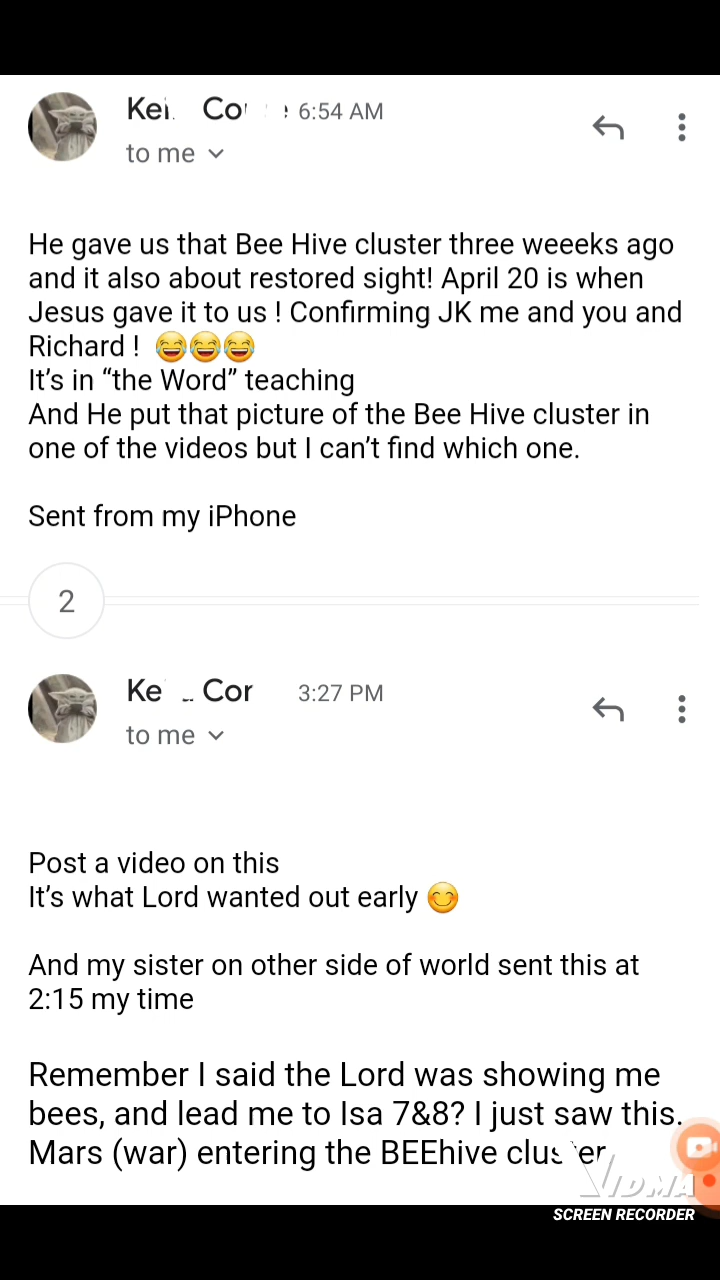 Kei Co 6:54 AM
to me
He gave us that Bee Hive cluster three weeeks ago
and it also about restored sight! April 20 is when
Jesus gave it to us ! Confirming JK me and you and
Richard ! 😂😂😂
It’s in “the Word” teaching
And He put that picture of the Bee Hive cluster in
one of the videos but I can’t find which one.
Sent from my iPhone
2
Ke Cor 3:27 PM
to me
Post a video on this
It’s what Lord wanted out early 😊
And my sister on other side of world sent this at
2:15 my time
Remember I said the Lord was showing me
bees, and lead me to Isa 7&8? I just saw this.
Mars (war) entering the BEEhive cluster
VIDMA
SCREEN RECORDER